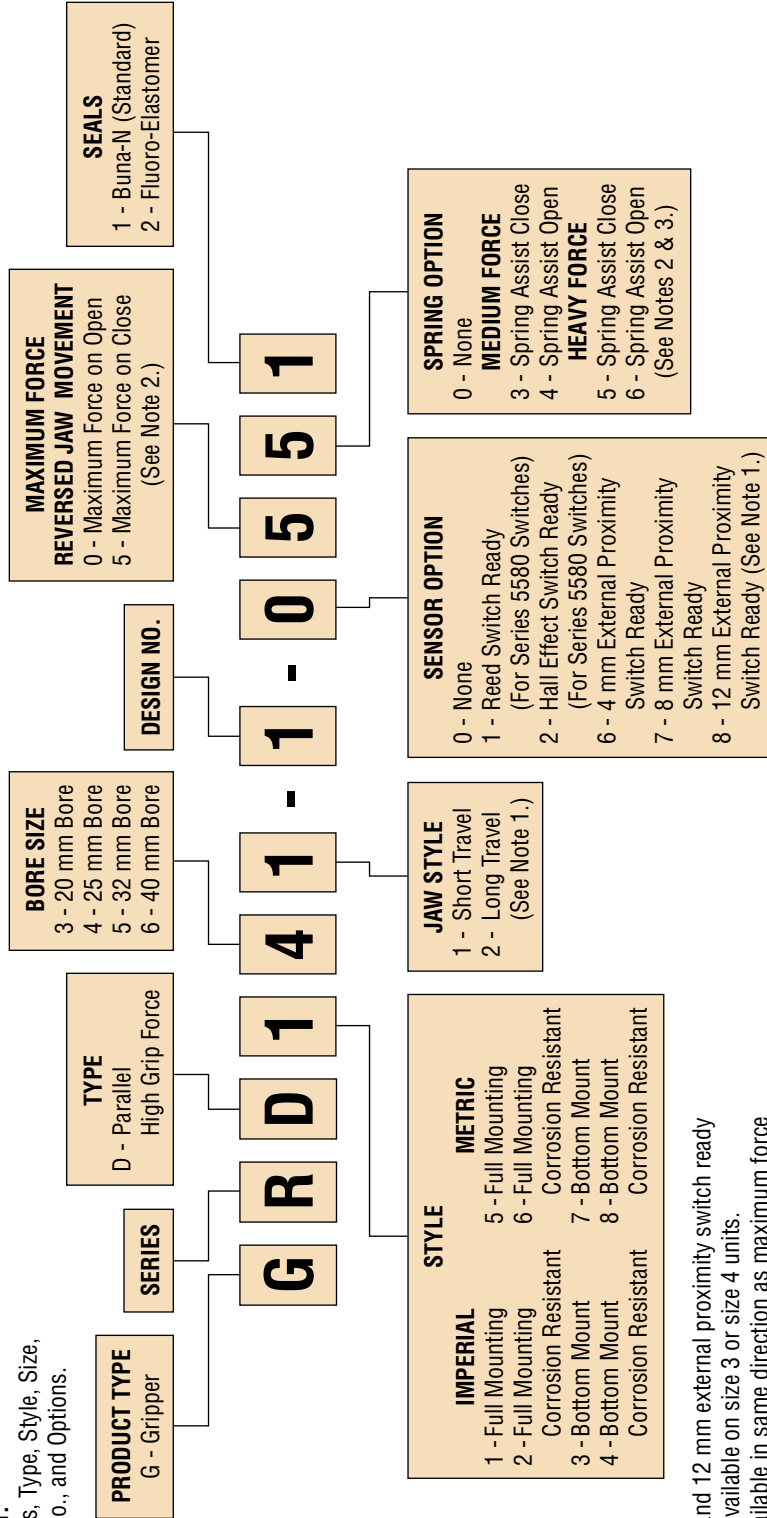 .:
s, Type, Style, Size,
o., and Options.
PRODUCT TYPE
G - Gripper
SERIES
TYPE
D - Parallel
High Grip Force
BORE SIZE
3 - 20 mm Bore
4 - 25 mm Bore
5 - 32 mm Bore
6 - 40 mm Bore
DESIGN NO.
MAXIMUM FORCE
REVERSED JAW MOVEMENT
0 - Maximum Force on Open
5 - Maximum Force on Close
(See Note 2.)
SEALS
1 - Buna-N (Standard)
2 - Fluoro-Elastomer
G R D 1 4 1 - 1 - 0 5 5 1
STYLE
IMPERIAL
1 - Full Mounting
2 - Full Mounting
Corrosion Resistant
3 - Bottom Mount
4 - Bottom Mount
Corrosion Resistant
METRIC
5 - Full Mounting
6 - Full Mounting
Corrosion Resistant
7 - Bottom Mount
8 - Bottom Mount
Corrosion Resistant
JAW STYLE
1 - Short Travel
2 - Long Travel
(See Note 1.)
SENSOR OPTION
0 - None
1 - Reed Switch Ready
(For Series 5580 Switches)
2 - Hall Effect Switch Ready
(For Series 5580 Switches)
6 - 4 mm External Proximity
Switch Ready
7 - 8 mm External Proximity
Switch Ready
8 - 12 mm External Proximity
Switch Ready (See Note 1.)
SPRING OPTION
0 - None
MEDIUM FORCE
3 - Spring Assist Close
4 - Spring Assist Open
HEAVY FORCE
5 - Spring Assist Close
6 - Spring Assist Open
(See Notes 2 & 3.)
nd 12 mm external proximity switch ready
vailable on size 3 or size 4 units.
ailable in same direction as maximum force